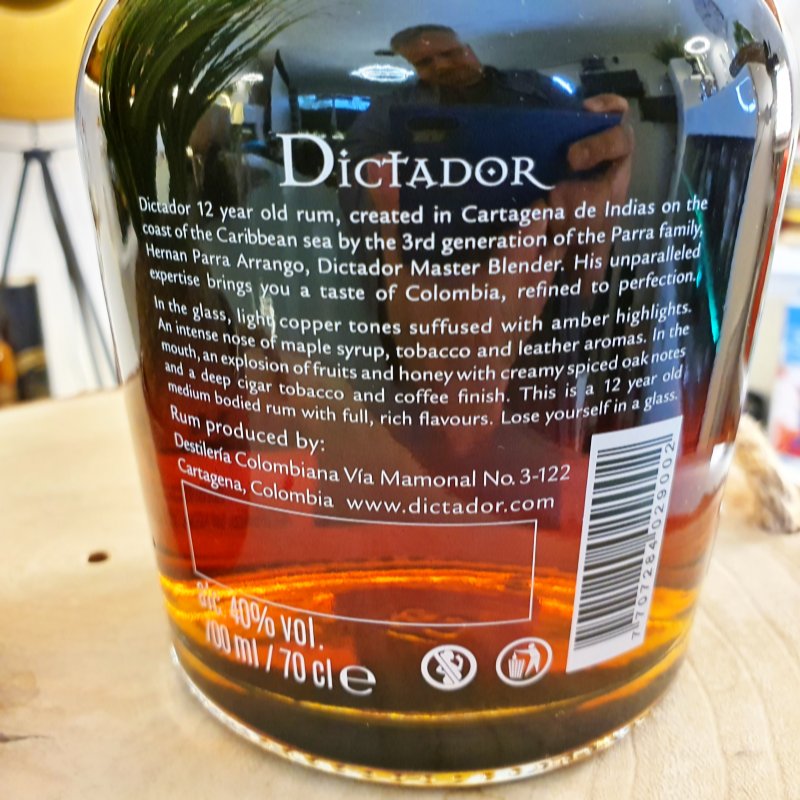 Dictador
Dictador 12 year old rum, created in Cartagena de Indias on the
coast of the Caribbean sea by the 3rd generation of the Parra family,
Hernan Parra Arrango, Dictador Master Blender. His unparalleled
expertise brings you a taste of Colombia, refined to perfection.
In the glass, light copper tones suffused with amber highlights.
An intense nose of maple syrup, tobacco and leather aromas. In the
mouth, an explosion of fruits and honey with creamy spiced oak notes
and a deep cigar tobacco and coffee finish. This is a 12 year old
medium bodied rum with full, rich flavours. Lose yourself in a glass.
Rum produced by:
Destilería Colombiana Vía Mamonal No. 3-122
Cartagena, Colombia www.dictador.com
alc. 40% vol.
700 ml / 70 cl e
7 707284 029002